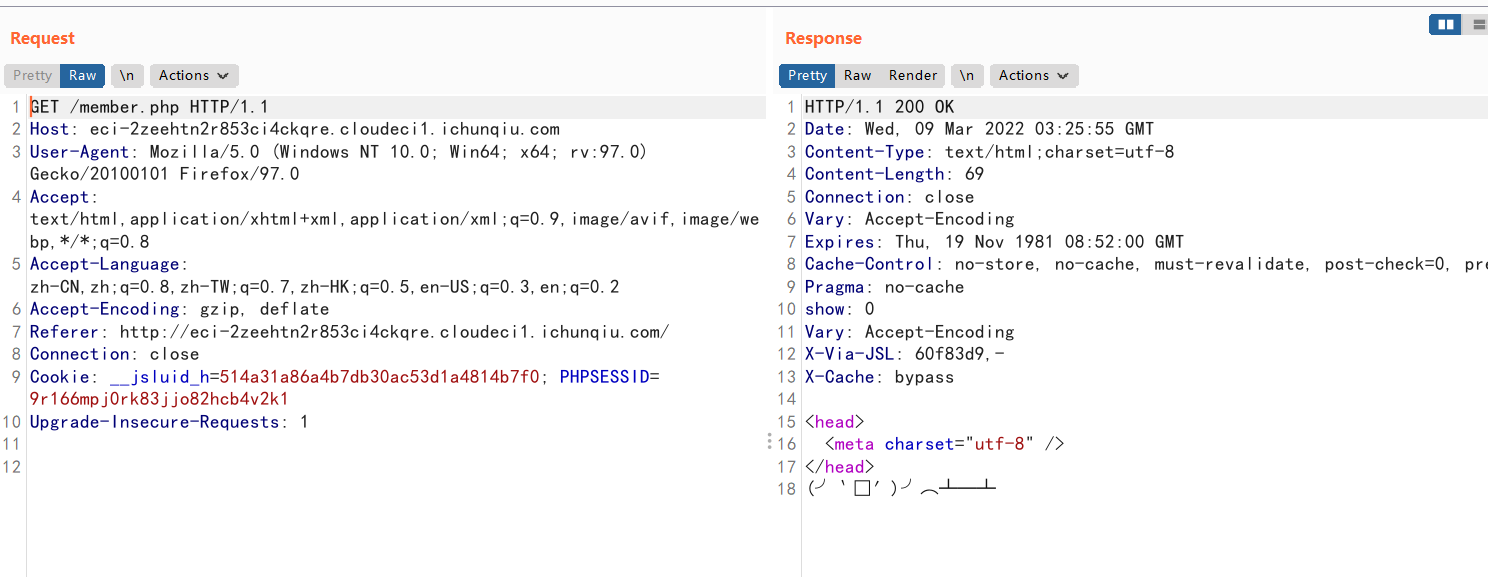 Request
Pretty Raw \n Actions
1 GET /member.php HTTP/1.1
2 Host: eci-2zeehtn2r853ci4ckqre.cloudeci1.ichunqiu.com
3 User-Agent: Mozilla/5.0 (Windows NT 10.0; Win64; x64; rv:97.0)
Gecko/20100101 Firefox/97.0
4 Accept:
text/html,application/xhtml+xml,application/xml;q=0.9,image/avif,image/we
bp,*/*;q=0.8
5 Accept-Language:
zh-CN,zh;q=0.8,zh-TW;q=0.7,zh-HK;q=0.5,en-US;q=0.3,en;q=0.2
6 Accept-Encoding: gzip, deflate
7 Referer: http://eci-2zeehtn2r853ci4ckqre.cloudeci1.ichunqiu.com/
8 Connection: close
9 Cookie: __jsluid_h=514a31a86a4b7db30ac53d1a4814b7f0; PHPSESSID=
9r166mpj0rk83jjo82hcb4v2k1
10 Upgrade-Insecure-Requests: 1
11
12
Response
Pretty Raw Render \n Actions
1 HTTP/1.1 200 OK
2 Date: Wed, 09 Mar 2022 03:25:55 GMT
3 Content-Type: text/html;charset=utf-8
4 Content-Length: 69
5 Connection: close
6 Vary: Accept-Encoding
7 Expires: Thu, 19 Nov 1981 08:52:00 GMT
8 Cache-Control: no-store, no-cache, must-revalidate, post-check=0, pre
9 Pragma: no-cache
10 show: 0
11 Vary: Accept-Encoding
12 X-Via-JSL: 60f83d9,-
13 X-Cache: bypass
14
15 <head>
16 <meta charset="utf-8" />
17 </head>
18 (╯‵□′)╯︵┻━┻